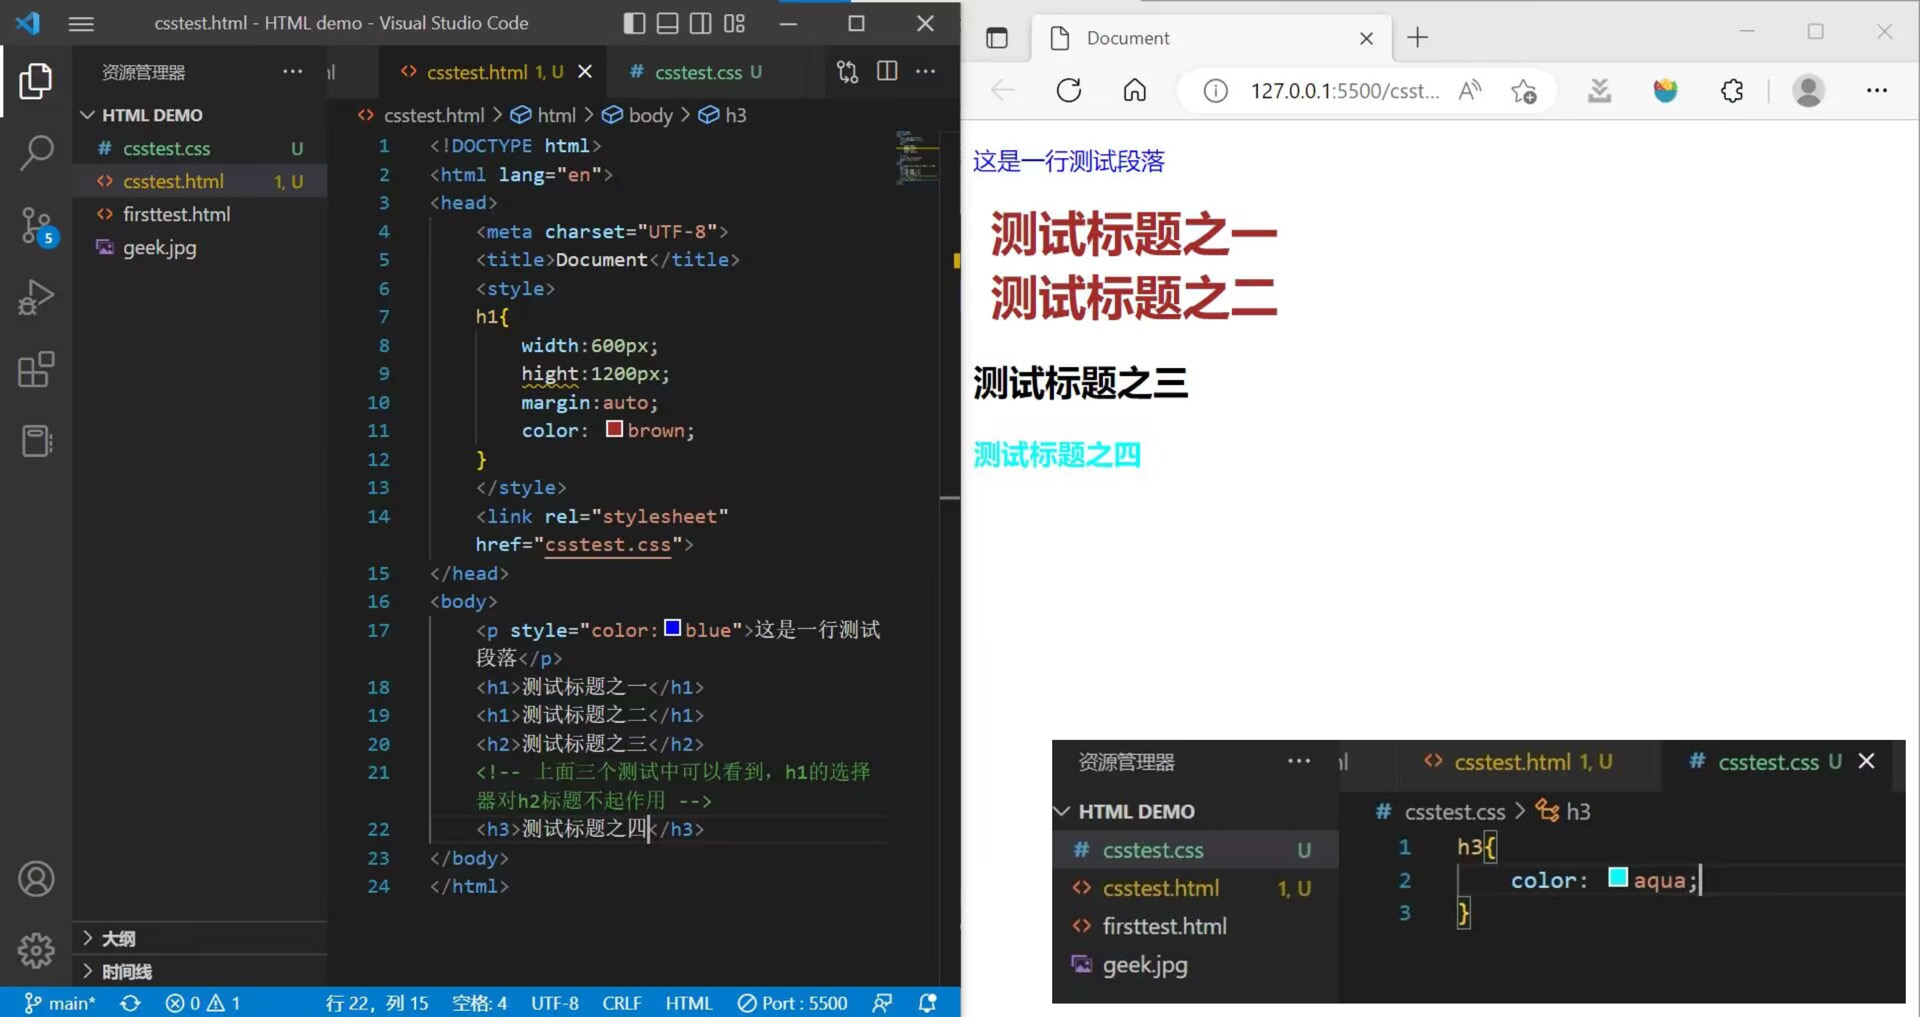 csstest.html - HTML demo - Visual Studio Code
资源管理器 ···
csstest.html 1, U
# csstest.css U
HTML DEMO
# csstest.css U
csstest.html 1, U
firsttest.html
geek.jpg
5
大纲
时间线
csstest.html > html > body > h3
1 <!DOCTYPE html>
2 <html lang="en">
3 <head>
4 <meta charset="UTF-8">
5 <title>Document</title>
6 <style>
7 h1{
8 width:600px;
9 hight:1200px;
10 margin:auto;
11 color: brown;
12 }
13 </style>
14 <link rel="stylesheet"
href="csstest.css">
15 </head>
16 <body>
17 <p style="color:blue">这是一行测试
段落</p>
18 <h1>测试标题之一</h1>
19 <h1>测试标题之二</h1>
20 <h2>测试标题之三</h2>
21 <!-- 上面三个测试中可以看到，h1的选择
器对h2标题不起作用 -->
22 <h3>测试标题之四</h3>
23 </body>
24 </html>
main* 0 1 行 22，列 15 空格: 4 UTF-8 CRLF HTML Port : 5500
Document
127.0.0.1:5500/csst...
这是一行测试段落
测试标题之一
测试标题之二
测试标题之三
测试标题之四
资源管理器 ···
csstest.html 1, U
# csstest.css U
HTML DEMO
# csstest.css U
csstest.html 1, U
firsttest.html
geek.jpg
# csstest.css > h3
1 h3{
2 color: aqua;
3 }